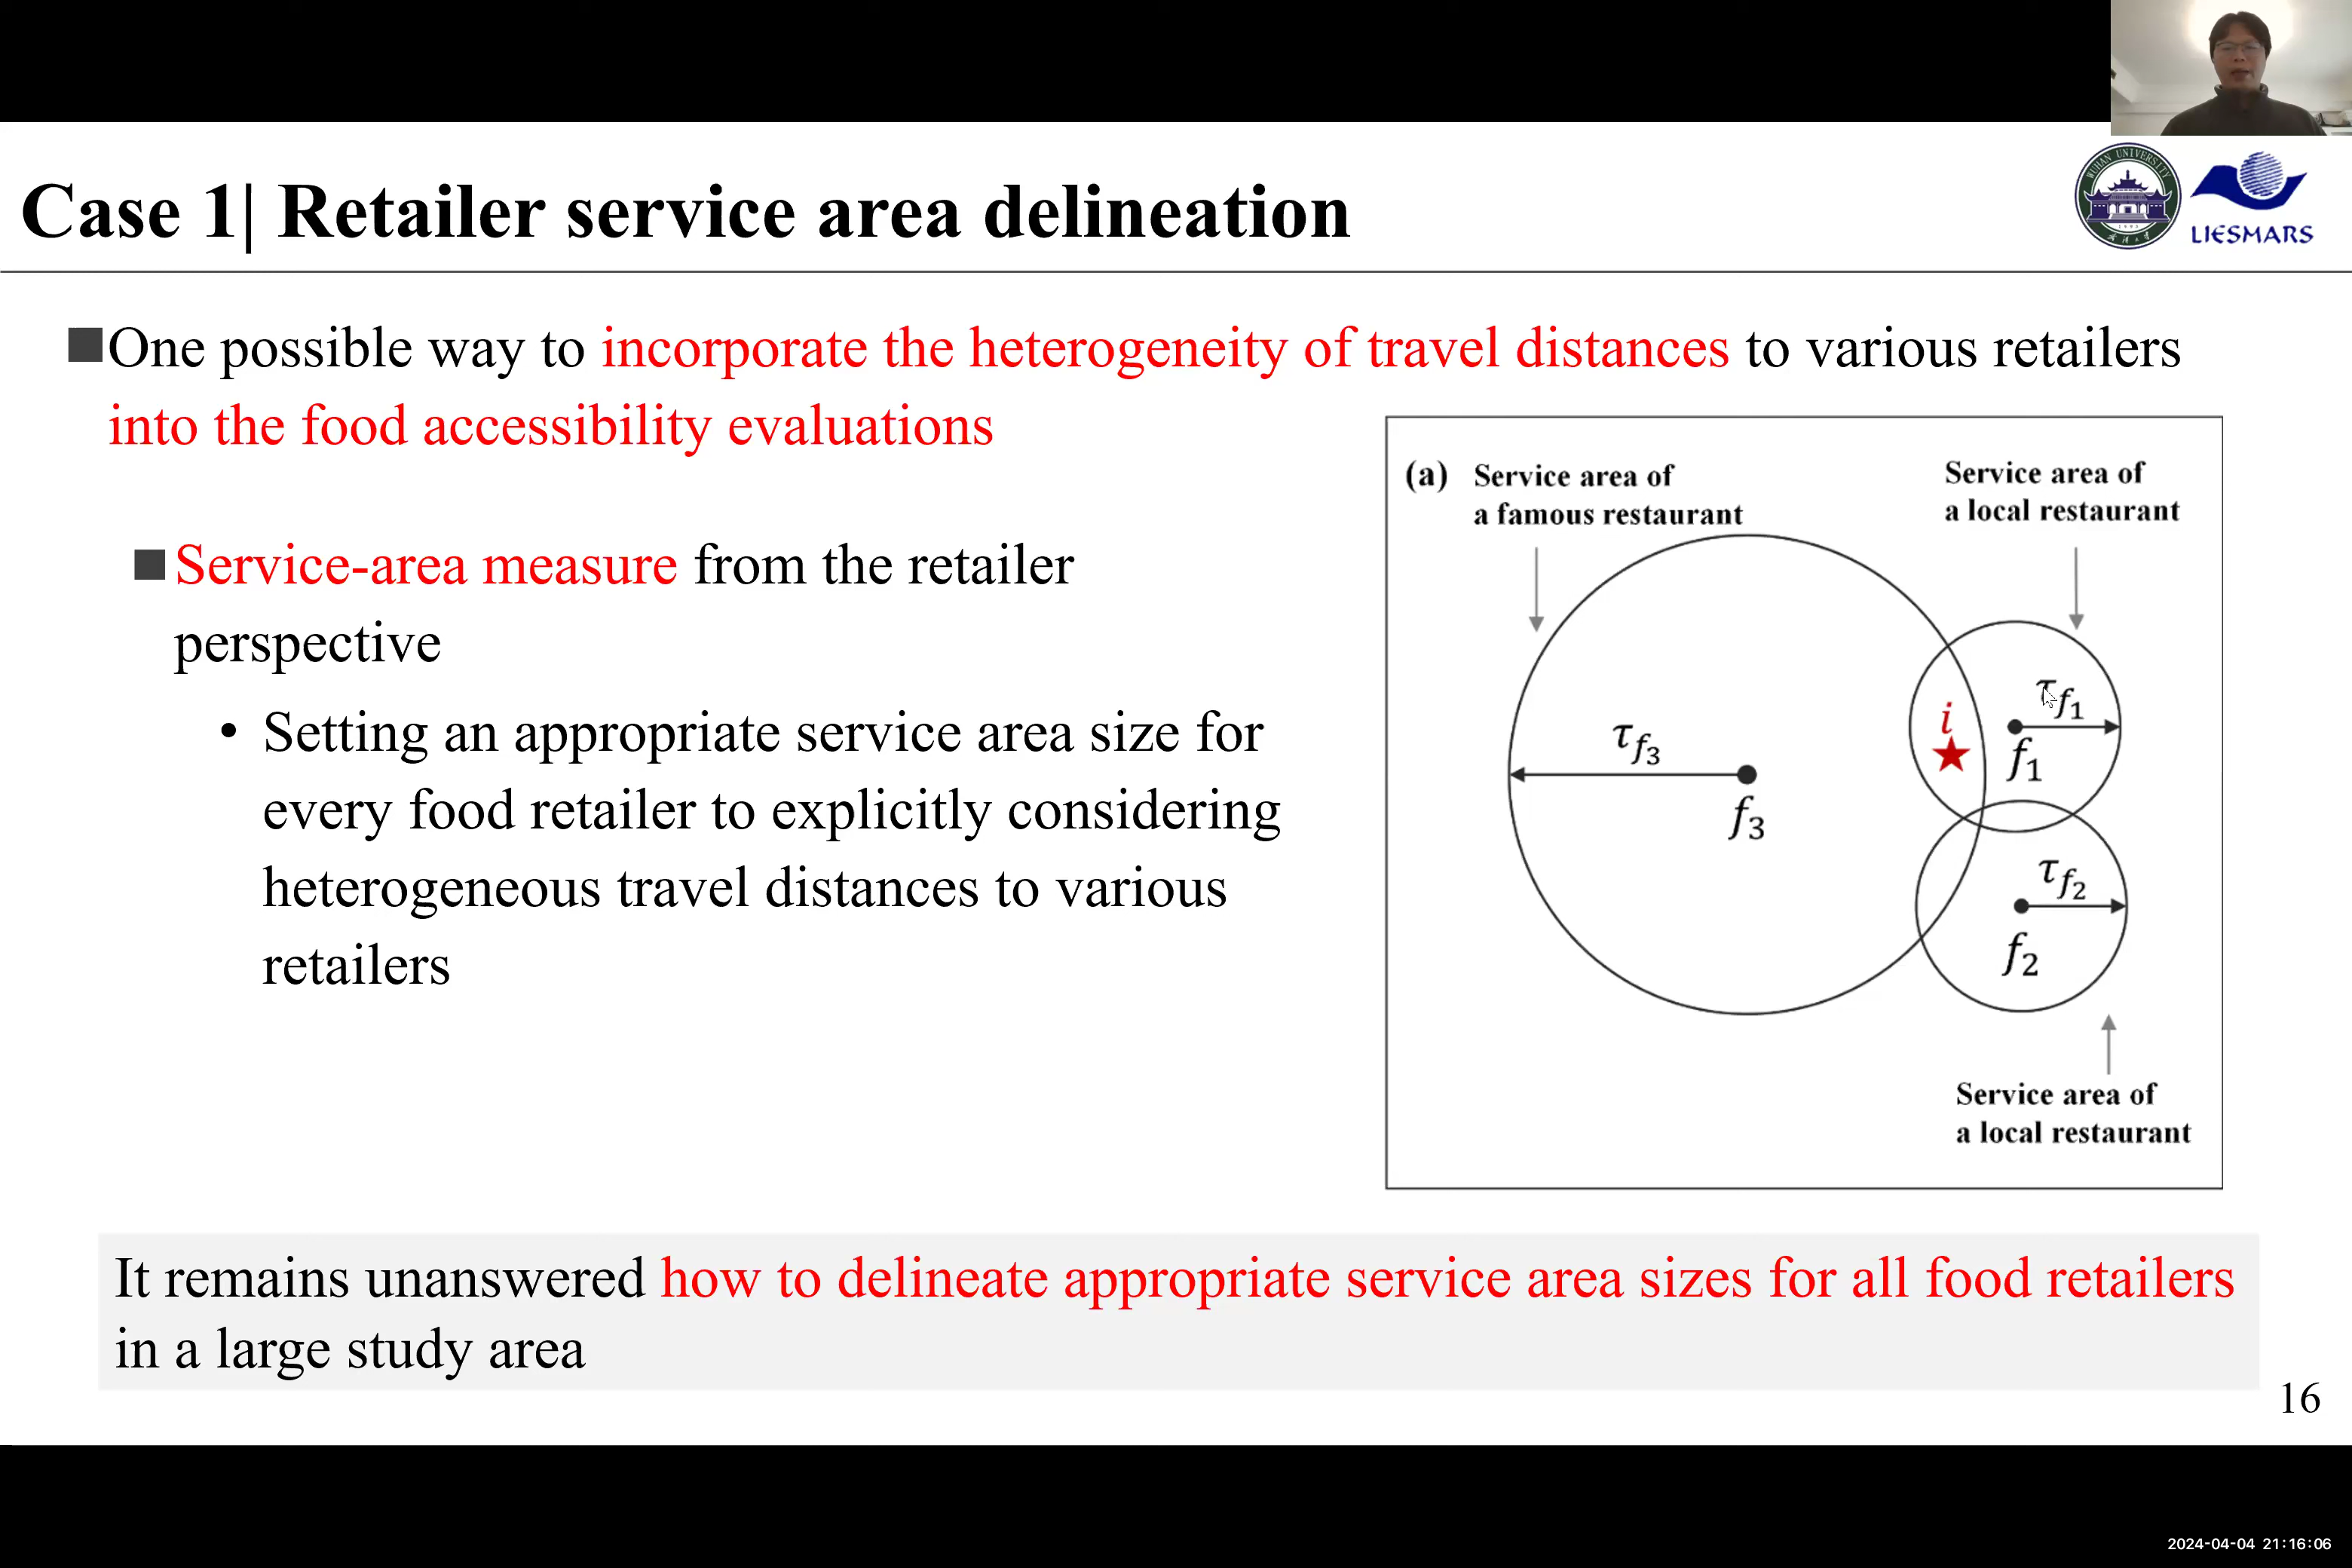 Case 1| Retailer service area delineation
WUHAN UNIVERSITY
LIESMARS
One possible way to incorporate the heterogeneity of travel distances to various retailers
into the food accessibility evaluations
Service-area measure from the retailer
perspective
• Setting an appropriate service area size for
every food retailer to explicitly considering
heterogeneous travel distances to various
retailers
(a) Service area of
a famous restaurant
Service area of
a local restaurant
τf3
f3
i
τf1
f1
τf2
f2
Service area of
a local restaurant
It remains unanswered how to delineate appropriate service area sizes for all food retailers
in a large study area
16
2024-04-04 21:16:06